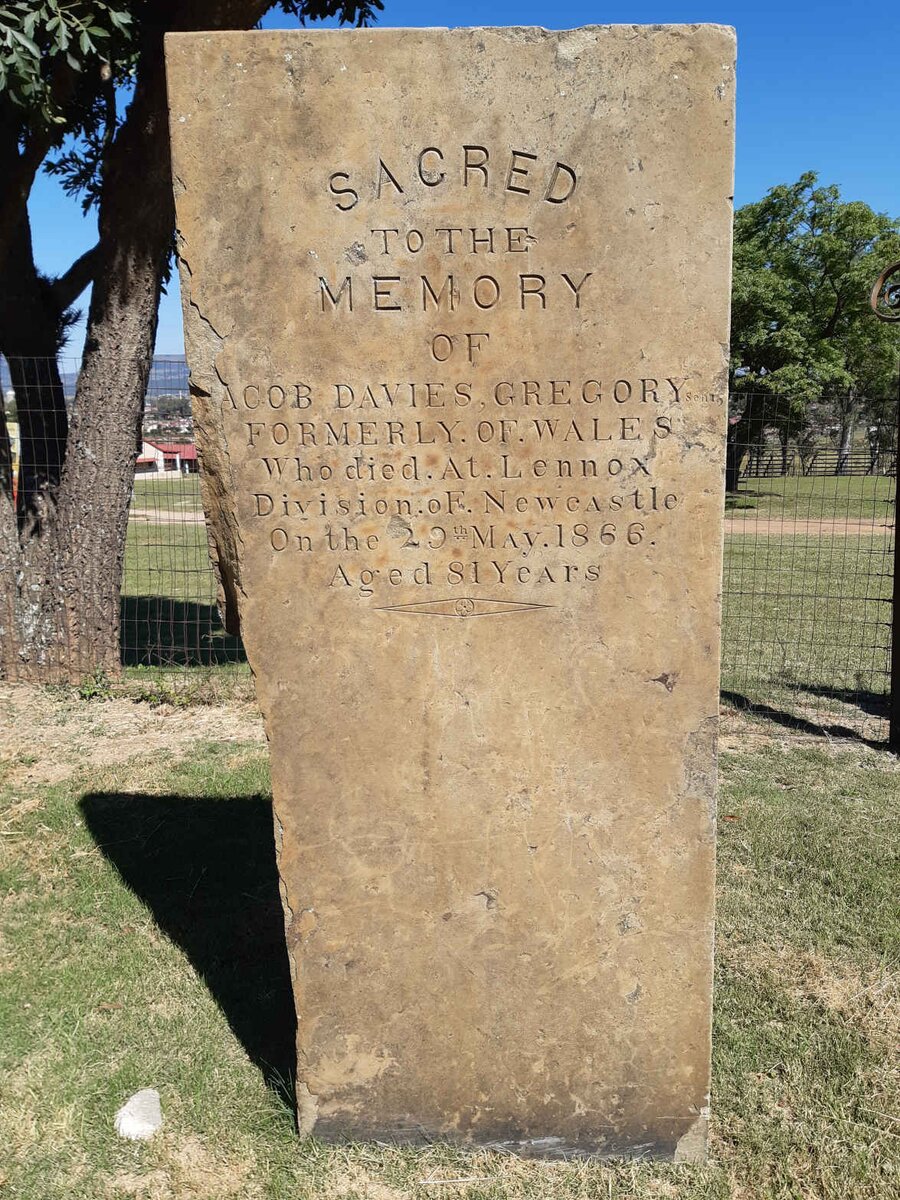 SACRED
TO THE
MEMORY
OF
ACOB DAVIES, GREGORY Senr,
FORMERLY. OF. WALES
Who died. At. Lennox
Division. of. Newcastle
On the 29th May. 1866.
Aged 81 Years